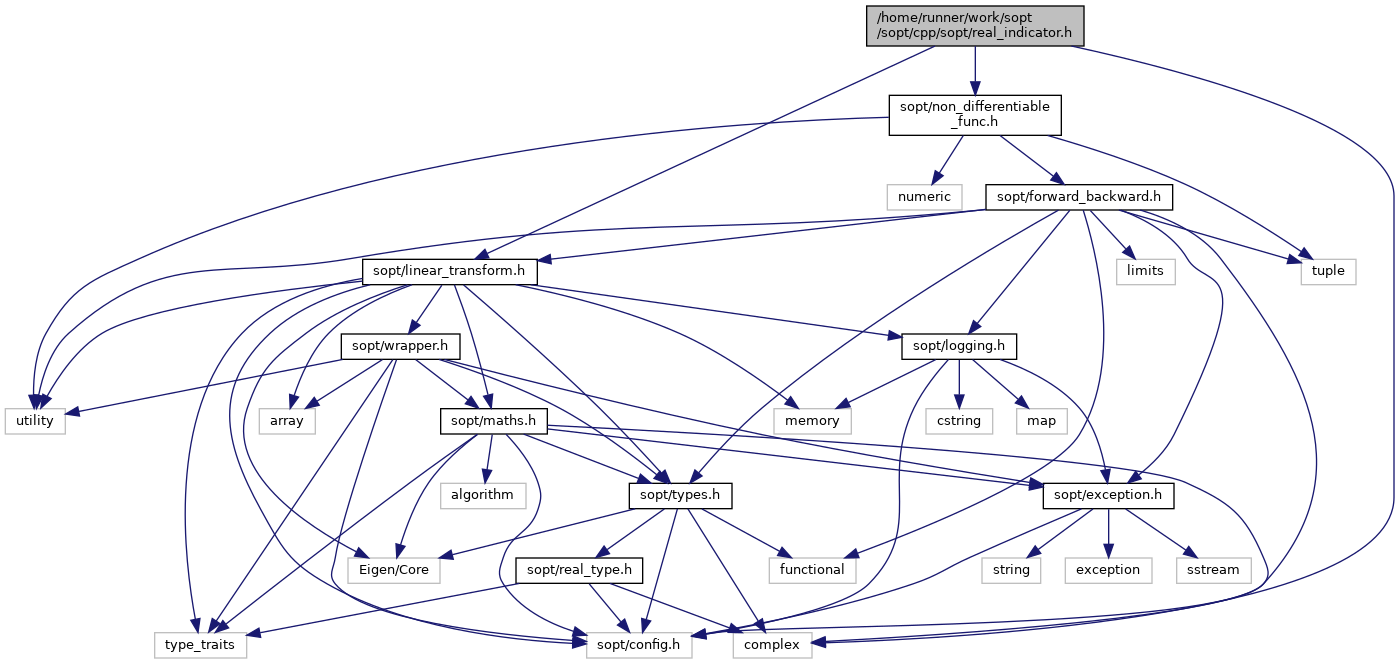 /home/runner/work/sopt
/sopt/cpp/sopt/real_indicator.h
sopt/non_differentiable
_func.h
numeric
sopt/forward_backward.h
sopt/linear_transform.h
limits
tuple
sopt/wrapper.h
sopt/logging.h
utility
array
sopt/maths.h
memory
cstring
map
algorithm
sopt/types.h
sopt/exception.h
Eigen/Core
sopt/real_type.h
functional
string
exception
sstream
type_traits
sopt/config.h
complex